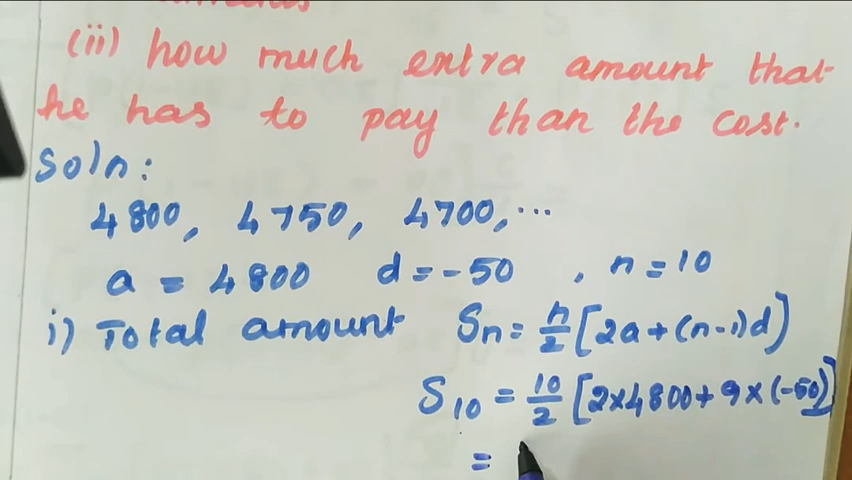 (ii) how much extra amount that
he has to pay than the cost.
Soln:
4800, 4750, 4700,...
a = 4800 d = -50 , n = 10
i) Total amount Sn = n/2 [2a + (n-1)d]
S10 = 10/2 [2×4800 + 9×(-50)]
=